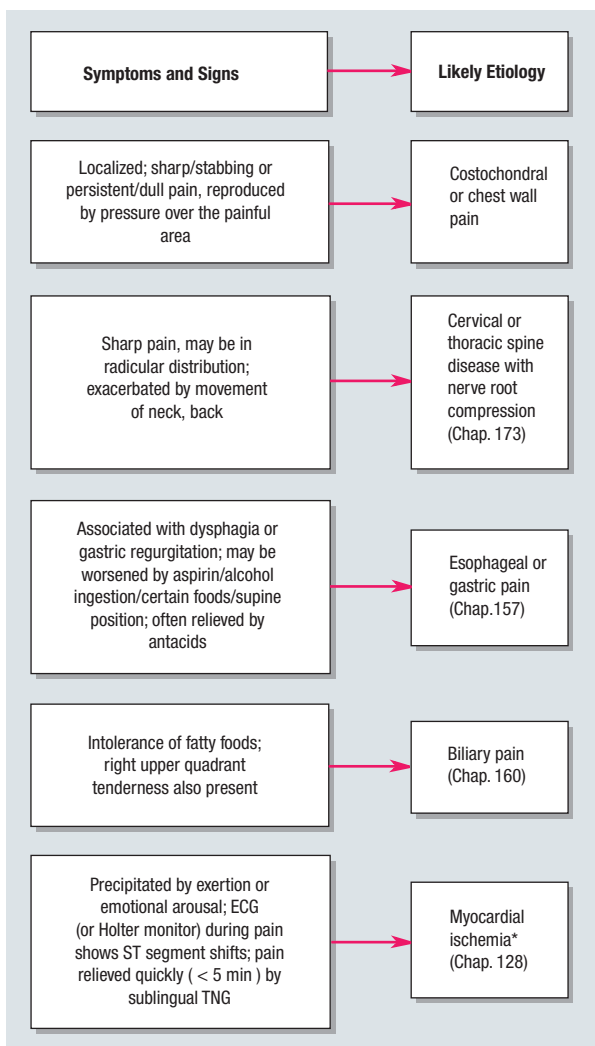 Symptoms and Signs
Likely Etiology
Localized; sharp/stabbing or
persistent/dull pain, reproduced
by pressure over the painful
area
Costochondral
or chest wall
pain
Sharp pain, may be in
radicular distribution;
exacerbated by movement
of neck, back
Cervical or
thoracic spine
disease with
nerve root
compression
(Chap. 173)
Associated with dysphagia or
gastric regurgitation; may be
worsened by aspirin/alcohol
ingestion/certain foods/supine
position; often relieved by
antacids
Esophageal or
gastric pain
(Chap.157)
Intolerance of fatty foods;
right upper quadrant
tenderness also present
Biliary pain
(Chap. 160)
Precipitated by exertion or
emotional arousal; ECG
(or Holter monitor) during pain
shows ST segment shifts; pain
relieved quickly ( < 5 min ) by
sublingual TNG
Myocardial
ischemia*
(Chap. 128)